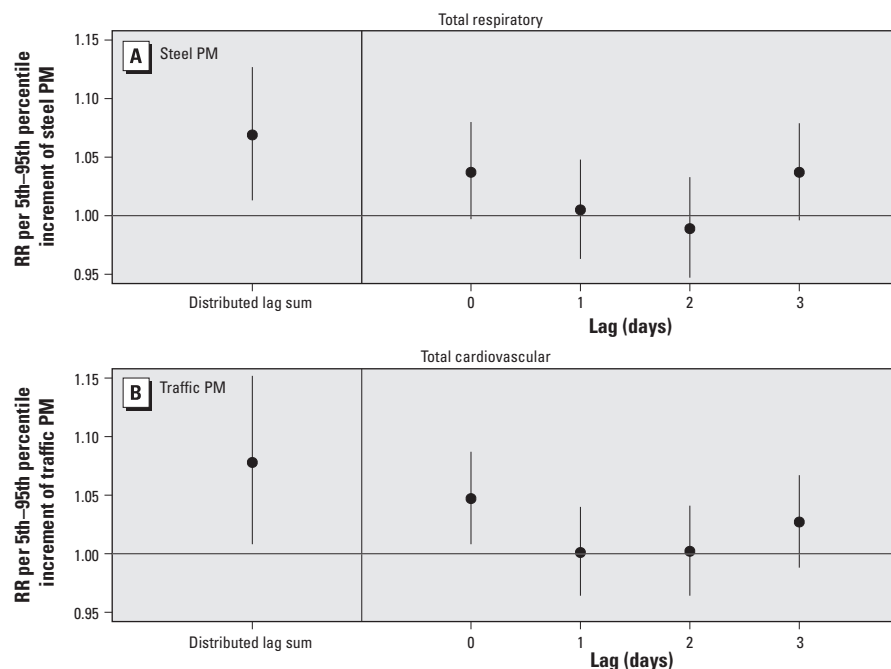 Total respiratory
A Steel PM
RR per 5th–95th percentile
increment of steel PM
1.15
1.10
1.05
1.00
0.95
Distributed lag sum 0 1 2 3
Lag (days)
Total cardiovascular
B Traffic PM
RR per 5th–95th percentile
increment of traffic PM
1.15
1.10
1.05
1.00
0.95
Distributed lag sum 0 1 2 3
Lag (days)